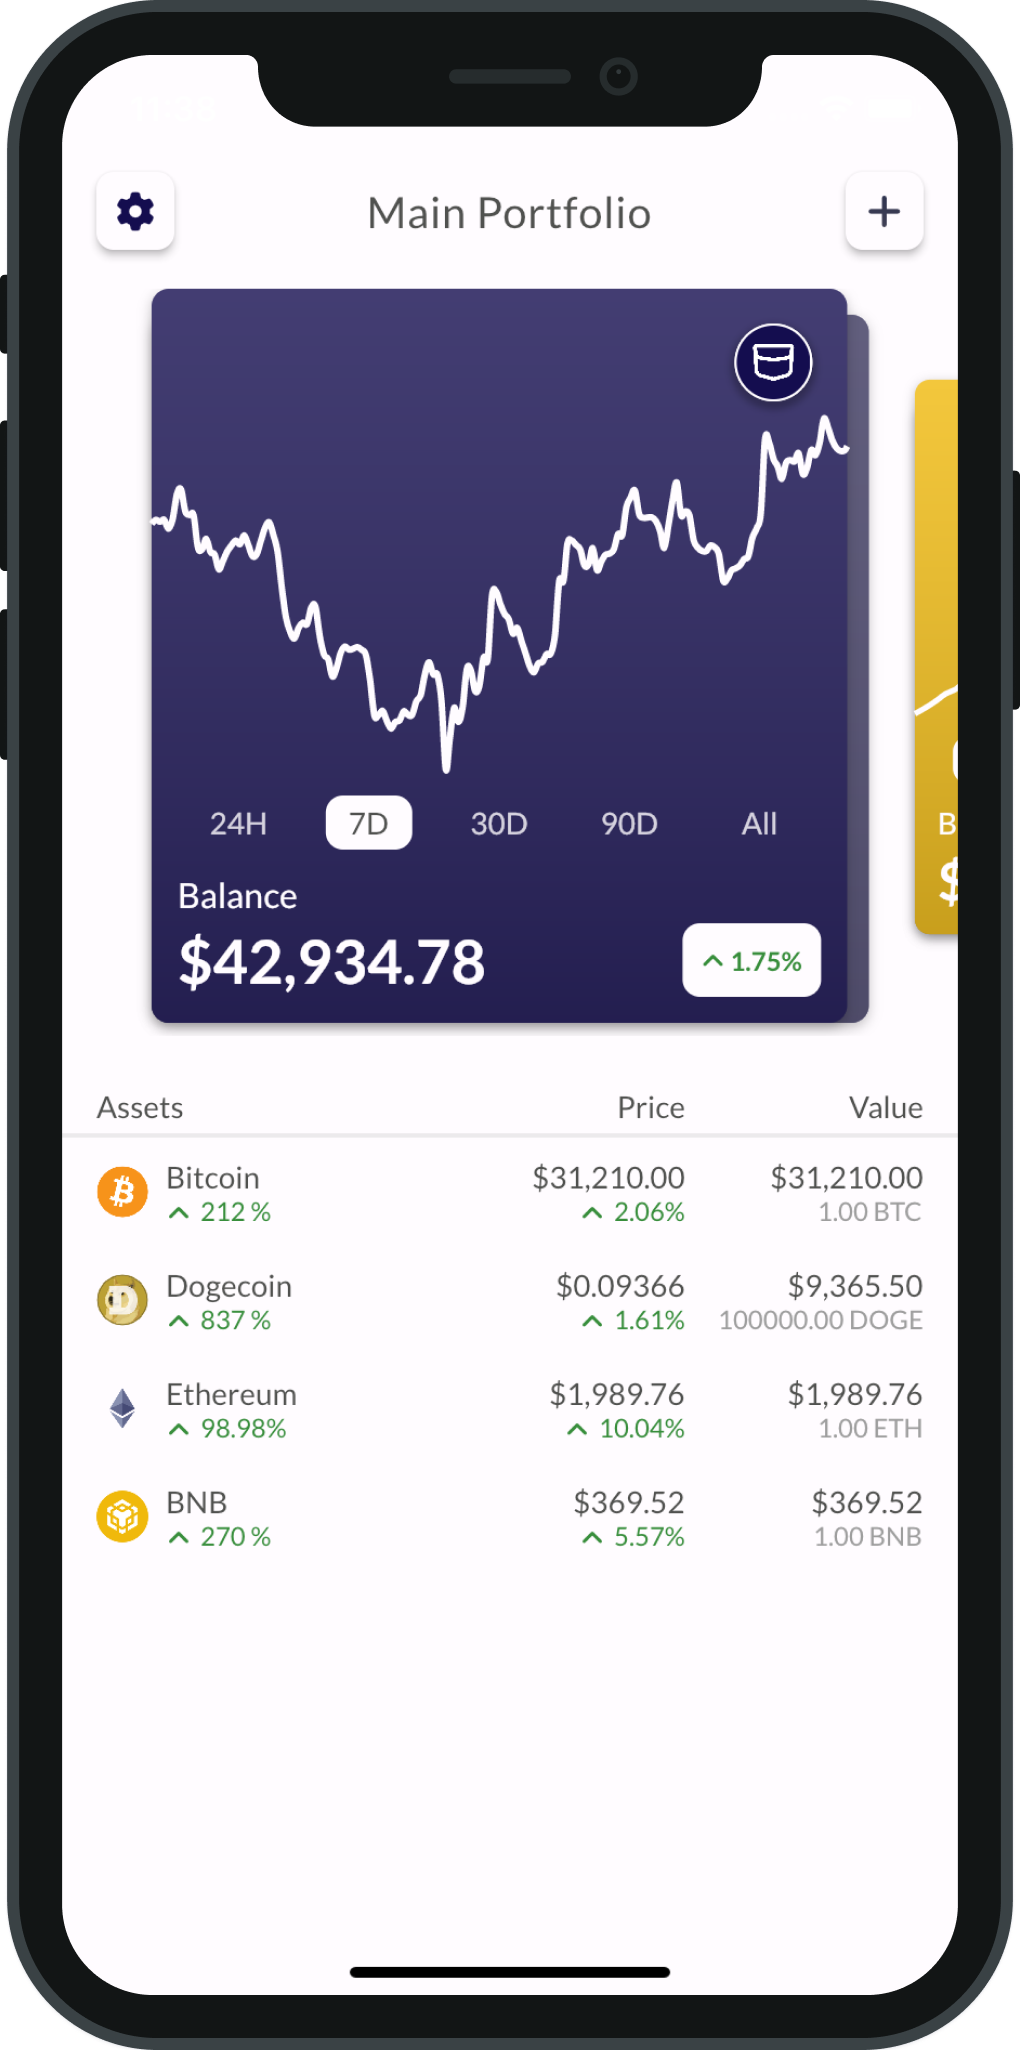 11:33
Main Portfolio
24H 7D 30D 90D All
Balance
$42,934.78
1.75%
B
$
Assets Price Value
Bitcoin $31,210.00 $31,210.00
212 % 2.06% 1.00 BTC
Dogecoin $0.09366 $9,365.50
837 % 1.61% 100000.00 DOGE
Ethereum $1,989.76 $1,989.76
98.98% 10.04% 1.00 ETH
BNB $369.52 $369.52
270 % 5.57% 1.00 BNB